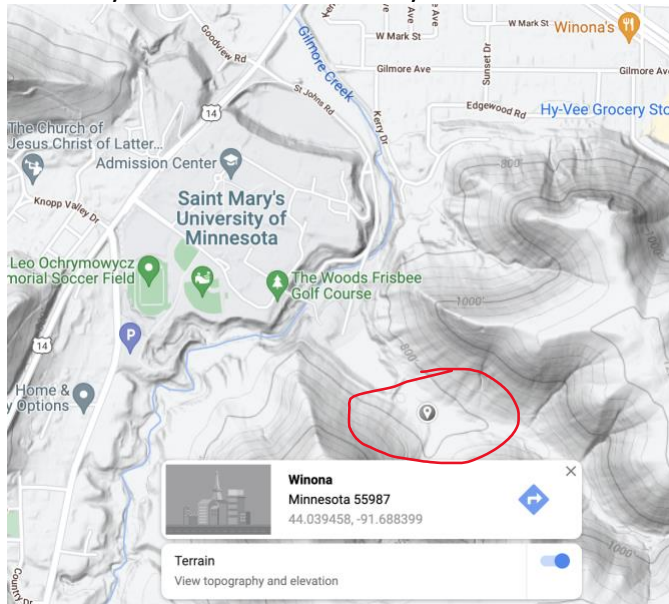 W Mark St
Winona's
W Mark St
Ave
Goodview Rd
Gilmore Creek
Gilmore Ave
Sunset Dr
Gilmore Ave
St Johns Rd
14
Kerry Dr
Edgewood Rd
Hy-Vee Grocery Sto
The Church of
Jesus Christ of Latter...
Admission Center
800
Knopp Valley Dr
Saint Mary's
University of
Minnesota
Leo Ochrymowycz
morial Soccer Field
The Woods Frisbee
Golf Course
1000
P
800
14
Home &
y Options
Winona
Minnesota 55987
44.039458, -91.688399
Terrain
View topography and elevation
1000
Country Dr